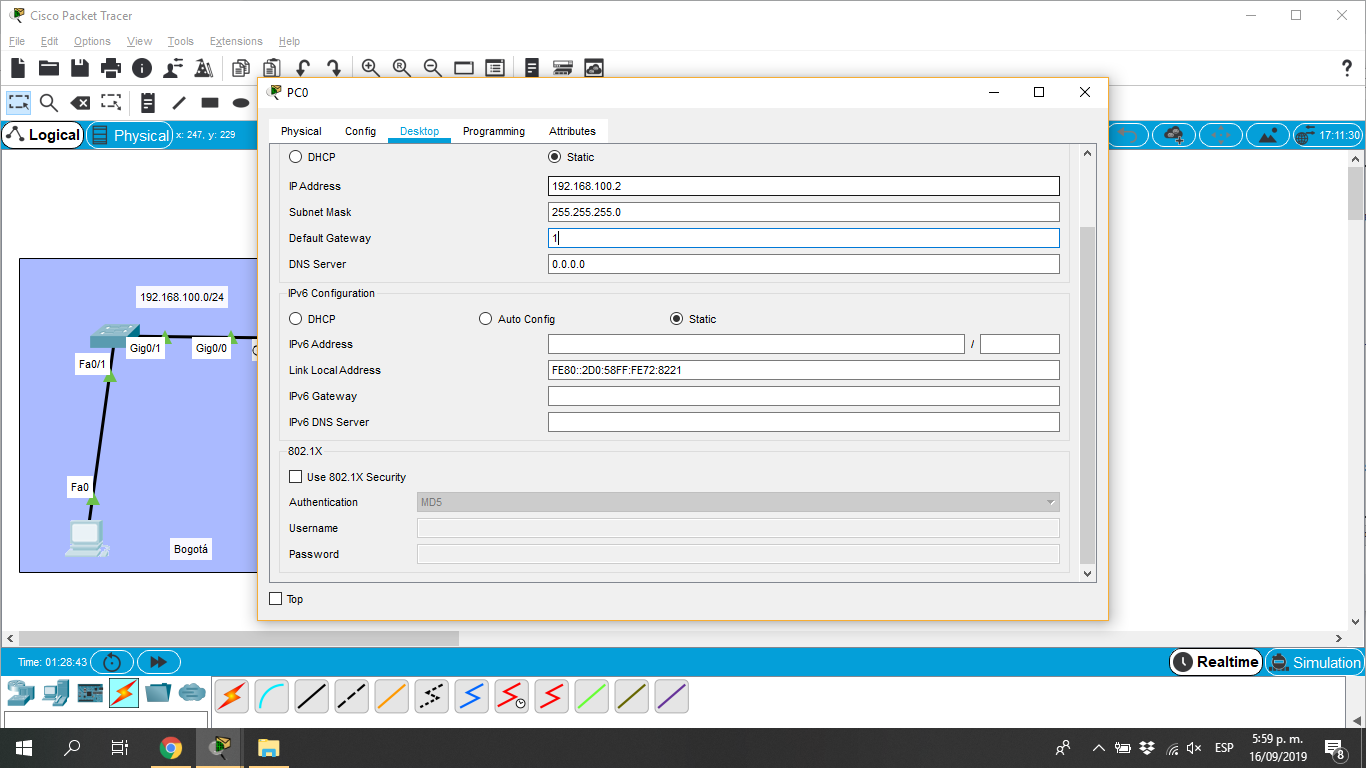 Cisco Packet Tracer
File Edit Options View Tools Extensions Help
?
PC0
Logical Physical x: 247, y: 229 17:11:30
Physical Config Desktop Programming Attributes
DHCP Static
IP Address 192.168.100.2
Subnet Mask 255.255.255.0
Default Gateway 1
DNS Server 0.0.0.0
IPv6 Configuration
DHCP Auto Config Static
IPv6 Address /
Link Local Address FE80::2D0:58FF:FE72:8221
IPv6 Gateway
IPv6 DNS Server
802.1X
Use 802.1X Security
Authentication MD5
Username
Password
Top
192.168.100.0/24
Gig0/1 Gig0/0
Fa0/1
Fa0
Bogotá
Time: 01:28:43 Realtime Simulation
ESP 5:59 p. m.
16/09/2019 8